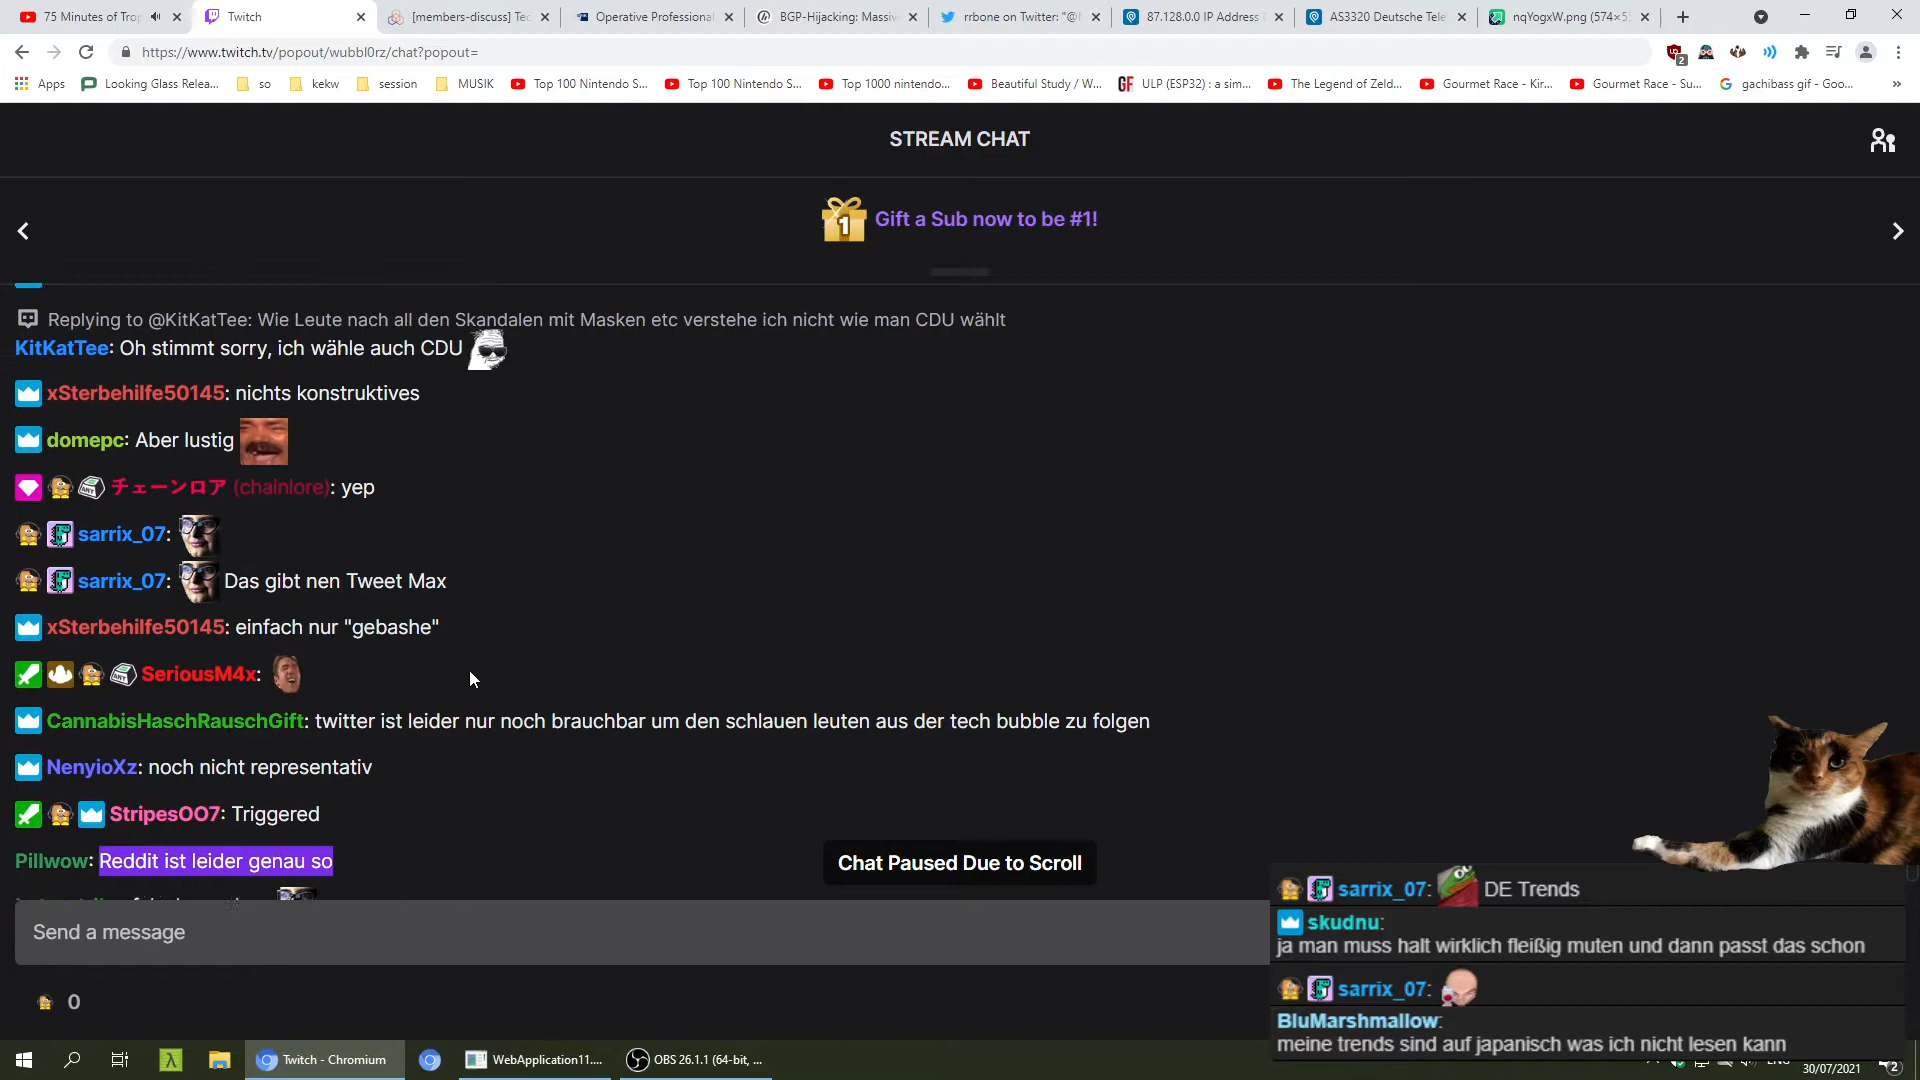 75 Minutes of Trop
Twitch
[members-discuss] Tec
Operative Professional
BGP-Hijacking: Massiv
rrbone on Twitter: "@
87.128.0.0 IP Address
AS3320 Deutsche Tele
nqYogxW.png (574×5
https://www.twitch.tv/popout/wubbl0rz/chat?popout=
2
Apps
Looking Glass Relea...
so
kekw
session
MUSIK
Top 100 Nintendo S...
Top 100 Nintendo S...
Top 1000 nintendo...
Beautiful Study / W...
ULP (ESP32) : a sim...
The Legend of Zeld...
Gourmet Race - Kir...
Gourmet Race - Su...
gachibass gif - Goo...
»
STREAM CHAT
1
Gift a Sub now to be #1!
Replying to @KitKatTee: Wie Leute nach all den Skandalen mit Masken etc verstehe ich nicht wie man CDU wählt
KitKatTee: Oh stimmt sorry, ich wähle auch CDU
xSterbehilfe50145: nichts konstruktives
domepc: Aber lustig
チェーンロア (chainlore): yep
sarrix_07:
sarrix_07: Das gibt nen Tweet Max
xSterbehilfe50145: einfach nur "gebashe"
SeriousM4x:
CannabisHaschRauschGift: twitter ist leider nur noch brauchbar um den schlauen leuten aus der tech bubble zu folgen
NenyioXz: noch nicht representativ
StripesOO7: Triggered
Pillwow: Reddit ist leider genau so
Chat Paused Due to Scroll
Send a message
0
sarrix_07: DE Trends
skudnu:
ja man muss halt wirklich fleißig muten und dann passt das schon
sarrix_07:
BluMarshmallow:
meine trends sind auf japanisch was ich nicht lesen kann
Twitch - Chromium
WebApplication11....
OBS 26.1.1 (64-bit, ...
30/07/2021
2